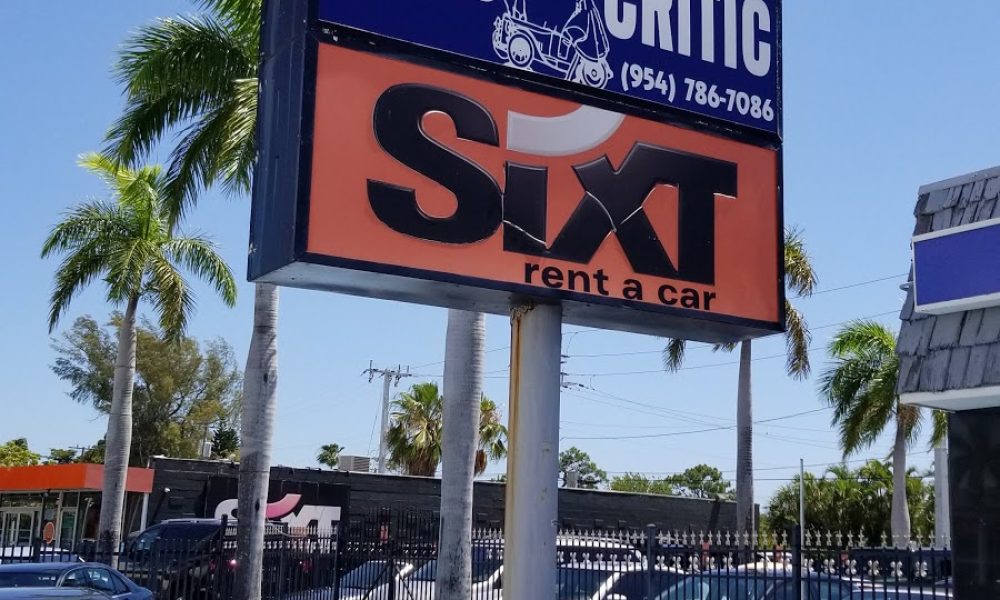 CRITIC
(954) 786-7086
SiXT
rent a car